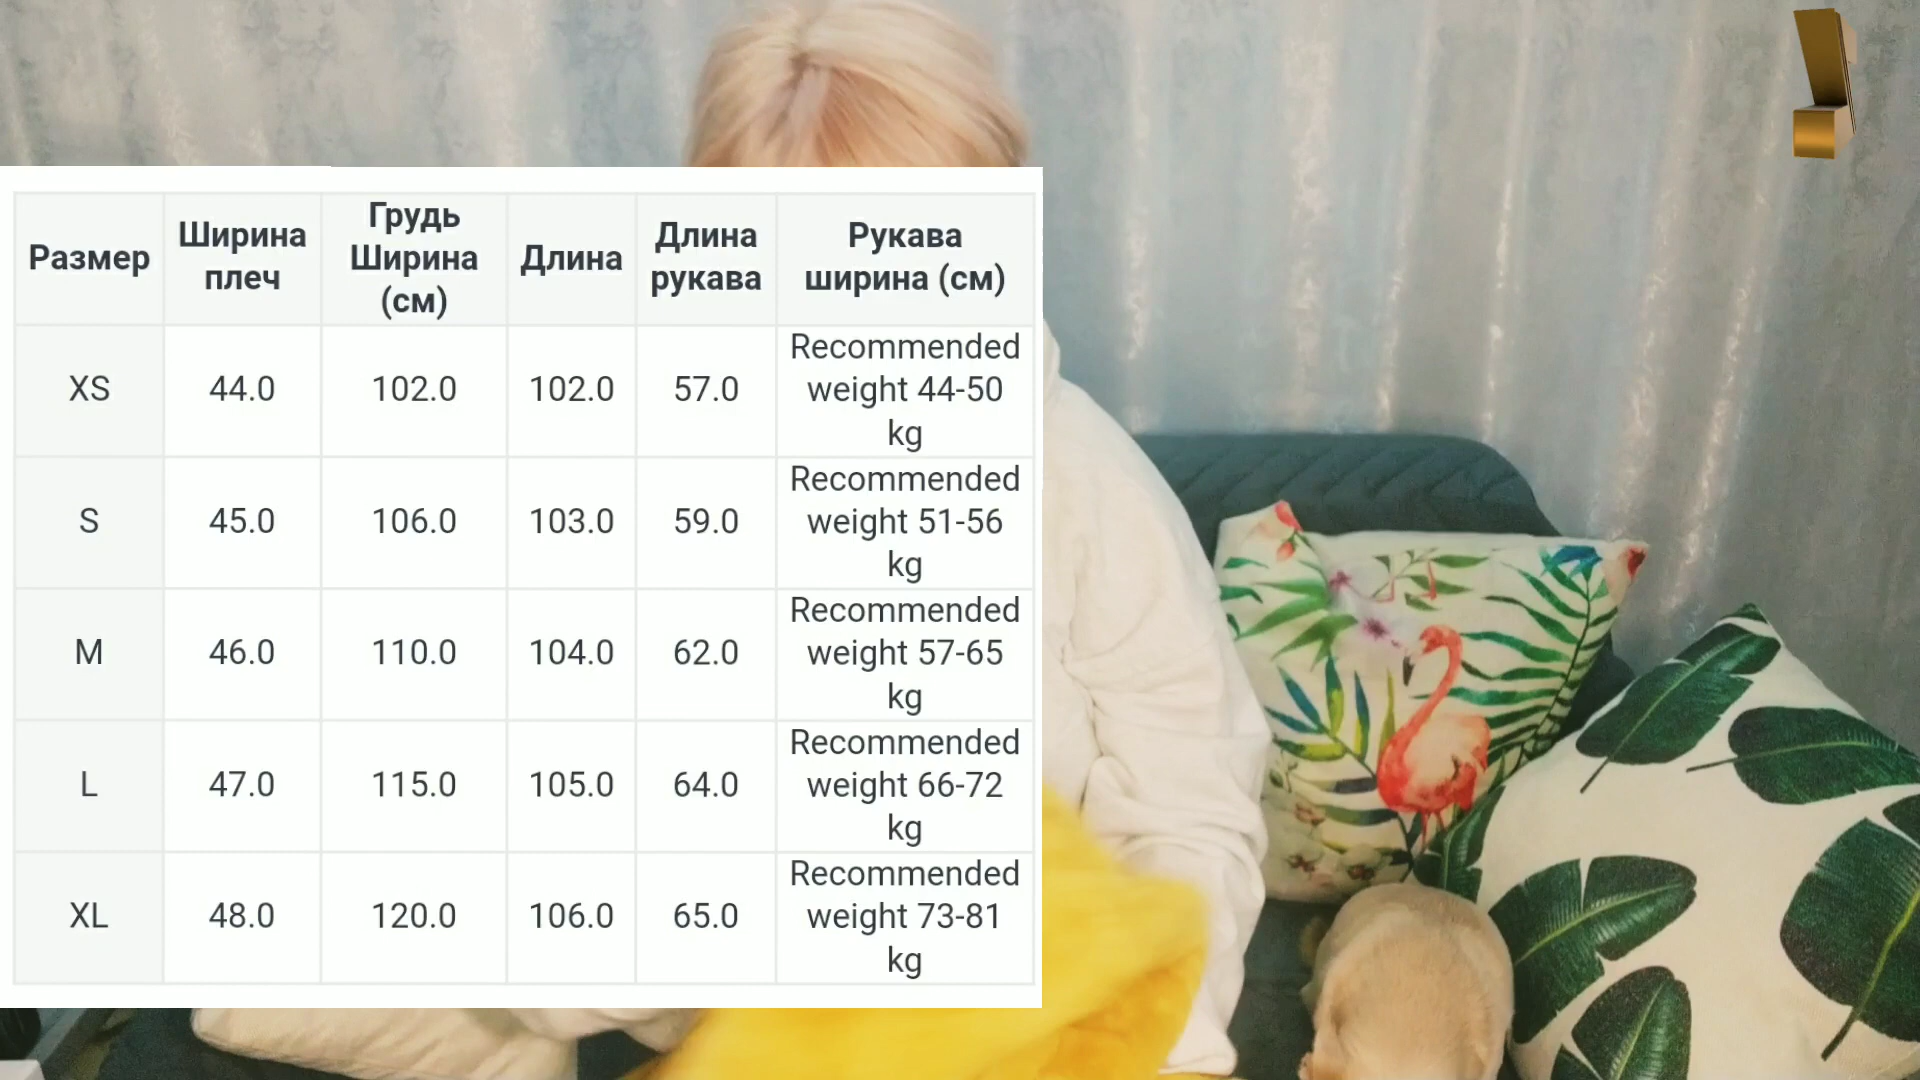 Размер
Ширина
плеч
Грудь
Ширина
(см)
Длина
Длина
рукава
Рукава
ширина (см)
XS
44.0
102.0
102.0
57.0
Recommended
weight 44-50
kg
S
45.0
106.0
103.0
59.0
Recommended
weight 51-56
kg
M
46.0
110.0
104.0
62.0
Recommended
weight 57-65
kg
L
47.0
115.0
105.0
64.0
Recommended
weight 66-72
kg
XL
48.0
120.0
106.0
65.0
Recommended
weight 73-81
kg